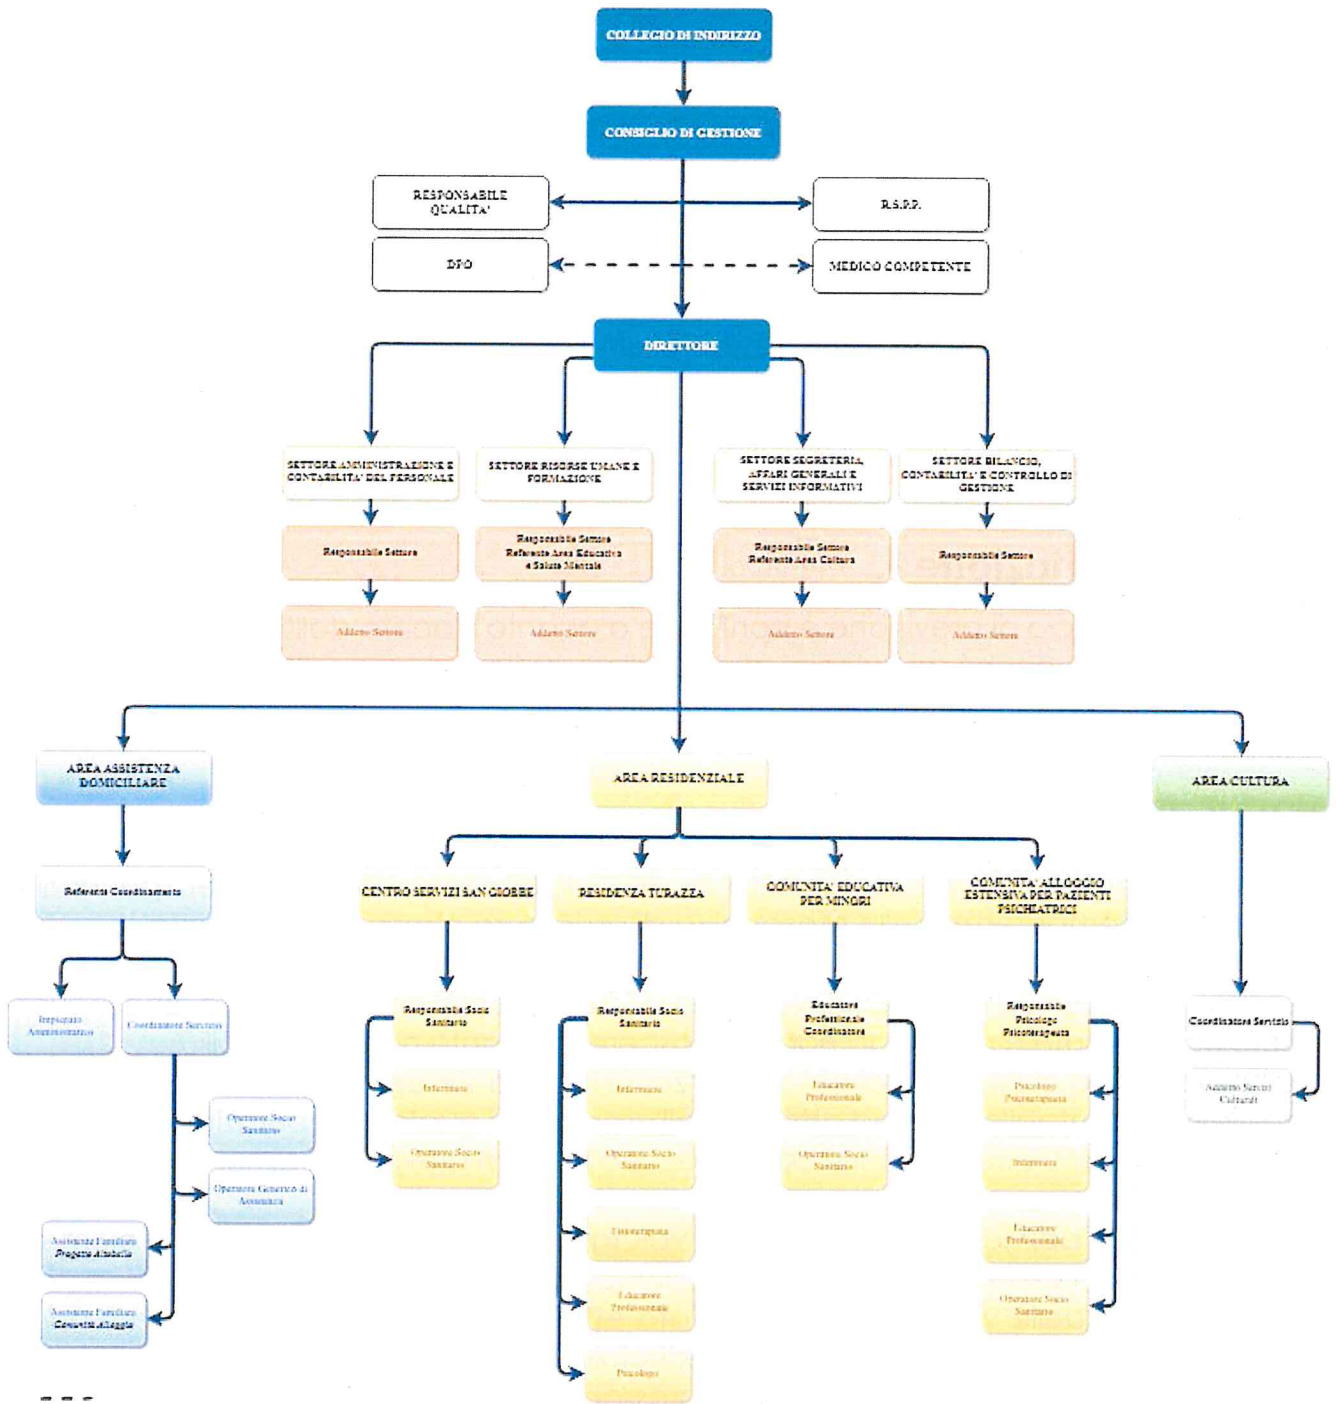 COLLEGIO DI INDIRIZZO
CONSIGLIO DI GESTIONE
RESPONSABILE
QUALITA'
R.S.P.P.
DPO
MEDICO COMPETENTE
DIRETTORE
SETTORE AMMINISTRAZIONE E
CONTABILITA' DEL PERSONALE
SETTORE RISORSE UMANE E
FORMAZIONE
SETTORE SEGRETERIA,
AFFARI GENERALI E
SERVIZI INFORMATIVI
SETTORE BILANCIO,
CONTABILITA' E CONTROLLO DI
GESTIONE
Responsabile Settore
Responsabile Settore
Referente Area Educativa
e Salute Mentale
Responsabile Settore
Referente Area Cultura
Responsabile Settore
Addetto Settore
Addetto Settore
Addetto Settore
Addetto Settore
AREA ASSISTENZA
DOMICILIARE
AREA RESIDENZIALE
AREA CULTURA
Referente Coordinamento
CENTRO SERVIZI SAN GIOBBE
RESIDENZA TURAZZA
COMUNITA' EDUCATIVA
PER MINORI
COMUNITA' ALLOGGIO
ESTENSIVA PER PAZIENTI
PSICHIATRICI
Impiegato
Amministrativo
Coordinatore Servizio
Responsabile Socio
Sanitario
Responsabile Socio
Sanitario
Educatore
Professionale
Coordinatore
Responsabile
Psicologo
Psicoterapeuta
Coordinatore Servizio
Infermiere
Infermiere
Educatore
Professionale
Psicologo
Psicoterapeuta
Addetto Servizi
Culturali
Operatore Socio
Sanitario
Operatore Socio
Sanitario
Operatore Socio
Sanitario
Operatore Socio
Sanitario
Infermiere
Operatore Generico di
Assistenza
Assistente Familiare
Progetto Altobello
Fisioterapista
Educatore
Professionale
Assistente Familiare
Comunità Alloggio
Educatore
Professionale
Operatore Socio
Sanitario
Psicologo